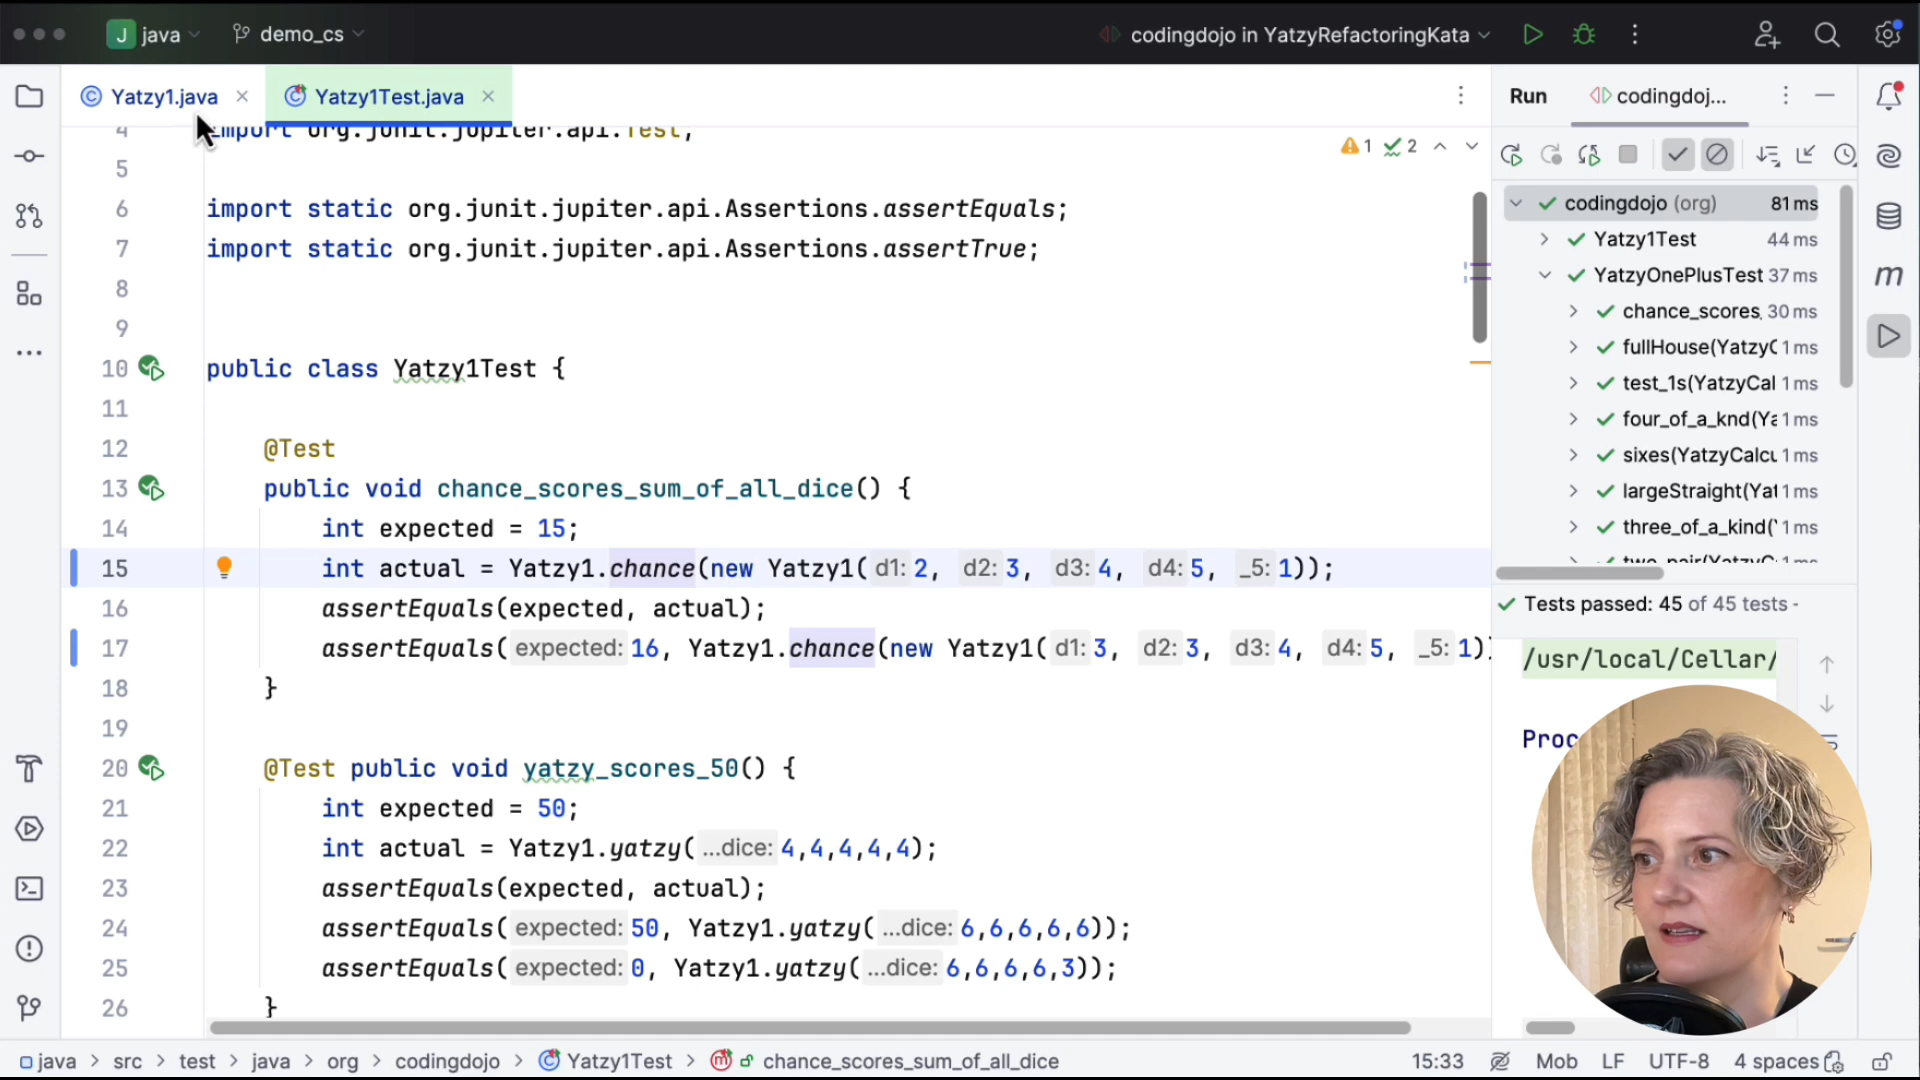 J java demo_cs codingdojo in YatzyRefactoringKata
Yatzy1.java Yatzy1Test.java Run codingdoj...
4 import org.junit.jupiter.api.Test;
1 2
5
6 import static org.junit.jupiter.api.Assertions.assertEquals;
7 import static org.junit.jupiter.api.Assertions.assertTrue;
8
9
10 public class Yatzy1Test {
11
12 @Test
13 public void chance_scores_sum_of_all_dice() {
14 int expected = 15;
15 int actual = Yatzy1.chance(new Yatzy1( d1: 2, d2: 3, d3: 4, d4: 5, _5: 1));
16 assertEquals(expected, actual);
17 assertEquals( expected: 16, Yatzy1.chance(new Yatzy1( d1: 3, d2: 3, d3: 4, d4: 5, _5: 1))
18 }
19
20 @Test public void yatzy_scores_50() {
21 int expected = 50;
22 int actual = Yatzy1.yatzy( ...dice: 4,4,4,4,4);
23 assertEquals(expected, actual);
24 assertEquals( expected: 50, Yatzy1.yatzy( ...dice: 6,6,6,6,6));
25 assertEquals( expected: 0, Yatzy1.yatzy( ...dice: 6,6,6,6,3));
26 }
codingdojo (org) 81 ms
Yatzy1Test 44 ms
YatzyOnePlusTest 37 ms
chance_scores_ 30 ms
fullHouse(YatzyC 1 ms
test_1s(YatzyCal 1 ms
four_of_a_knd(Ya 1 ms
sixes(YatzyCalcu 1 ms
largeStraight(Yat 1 ms
three_of_a_kind(Y 1 ms
two_pair(YatzyC 1 ms
Tests passed: 45 of 45 tests -
/usr/local/Cellar/
Proc
m
java > src > test > java > org > codingdojo > Yatzy1Test > chance_scores_sum_of_all_dice 15:33 Mob LF UTF-8 4 spaces